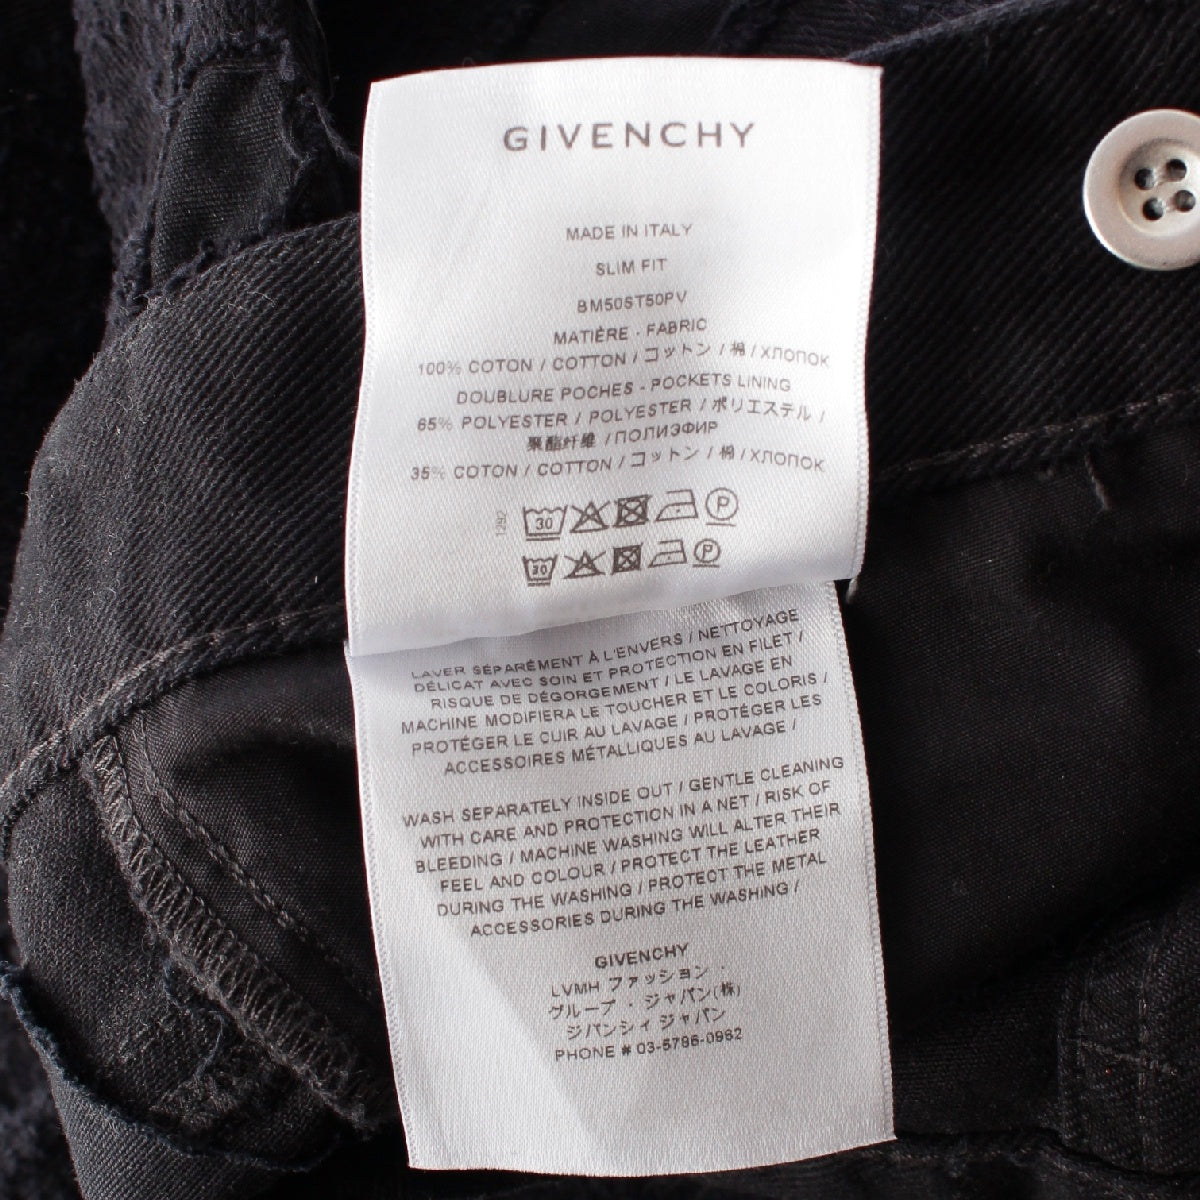 GIVENCHY
MADE IN ITALY
SLIM FIT
BM50ST50PV
MATIÈRE - FABRIC
100% COTON / COTTON / コットン / 棉 / ХЛОПОК
DOUBLURE POCHES - POCKETS LINING
65% POLYESTER / POLYESTER / ポリエステル /
聚酯纤维 / ПОЛИЭФИР
35% COTON / COTTON / コットン / 棉 / ХЛОПОК
1292
30 P
30 P
LAVER SÉPARÉMENT À L'ENVERS / NETTOYAGE
DÉLICAT AVEC SOIN ET PROTECTION EN FILET /
RISQUE DE DÉGORGEMENT / LE LAVAGE EN
MACHINE MODIFIERA LE TOUCHER ET LE COLORIS /
PROTÉGER LE CUIR AU LAVAGE / PROTÉGER LES
ACCESSOIRES MÉTALLIQUES AU LAVAGE /
WASH SEPARATELY INSIDE OUT / GENTLE CLEANING
WITH CARE AND PROTECTION IN A NET / RISK OF
BLEEDING / MACHINE WASHING WILL ALTER THEIR
FEEL AND COLOUR / PROTECT THE LEATHER
DURING THE WASHING / PROTECT THE METAL
ACCESSORIES DURING THE WASHING /
GIVENCHY
LVMH ファッション ·
グループ · ジャパン(株)
ジバンシィ ジャパン
PHONE # 03-5786-0962